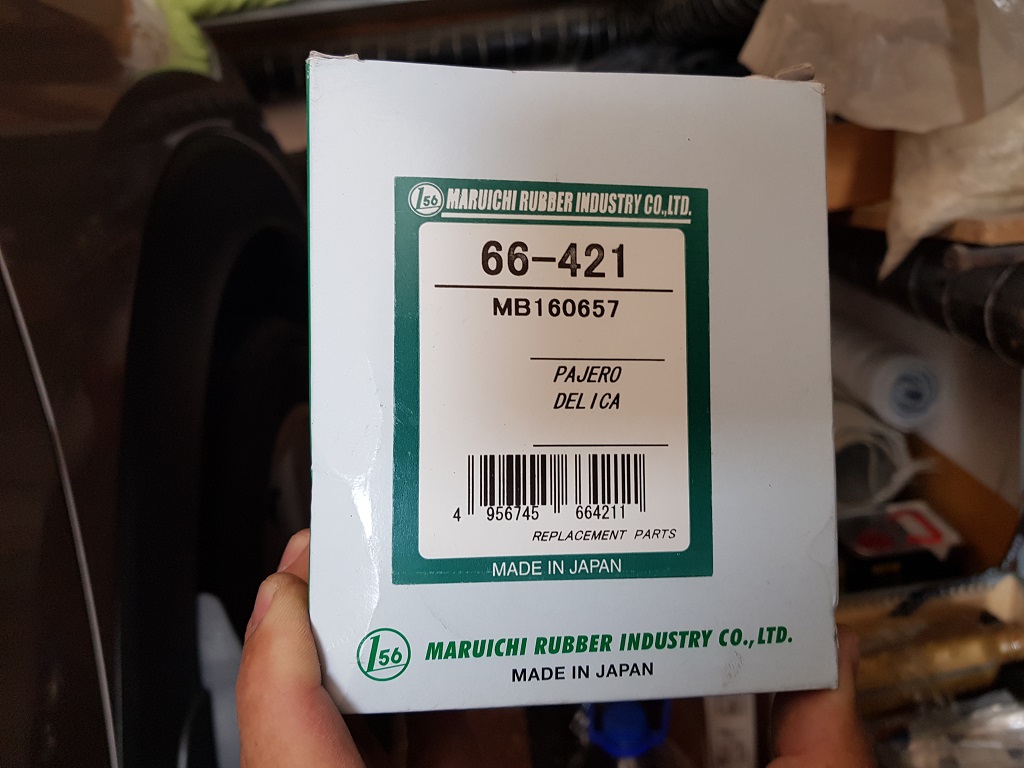 156 MARUICHI RUBBER INDUSTRY CO.,LTD.
66-421
MB160657
PAJERO
DELICA
4 956745 664211
REPLACEMENT PARTS
MADE IN JAPAN
156 MARUICHI RUBBER INDUSTRY CO.,LTD.
MADE IN JAPAN